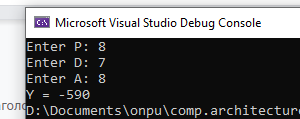 Microsoft Visual Studio Debug Console
Enter P: 8
Enter D: 7
Enter A: 8
Y = -590
D:\Documents\onpu\comp.architecture